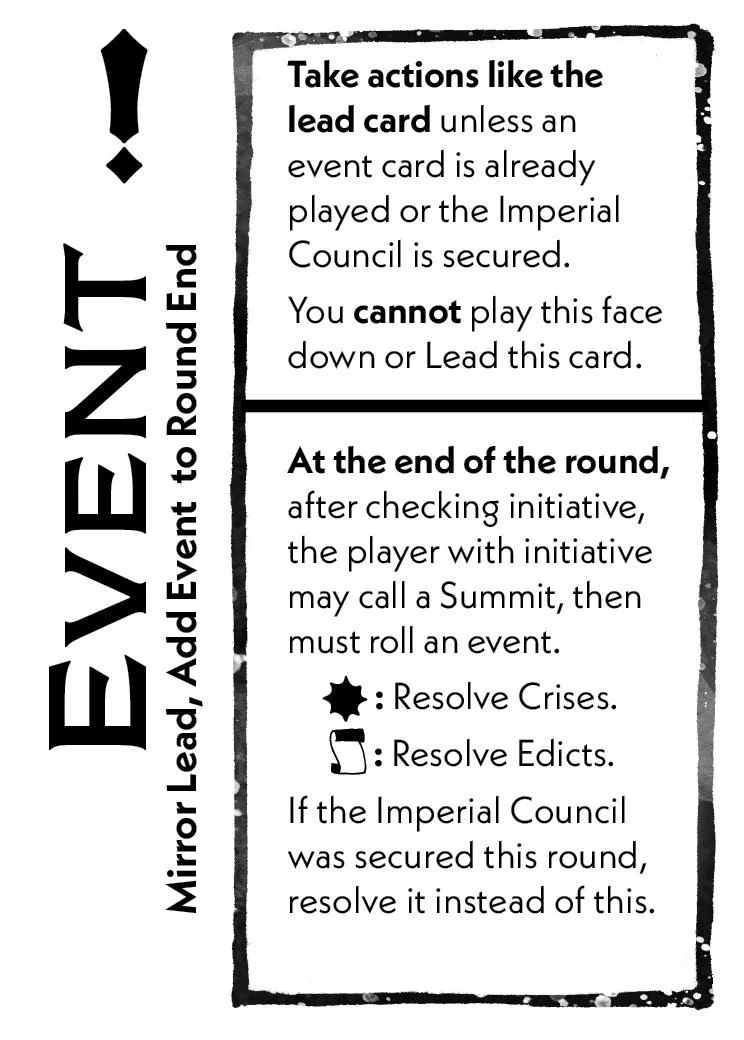 EVENT !
Mirror Lead, Add Event to Round End
Take actions like the
lead card unless an
event card is already
played or the Imperial
Council is secured.
You cannot play this face
down or Lead this card.
At the end of the round,
after checking initiative,
the player with initiative
may call a Summit, then
must roll an event.
: Resolve Crises.
: Resolve Edicts.
If the Imperial Council
was secured this round,
resolve it instead of this.